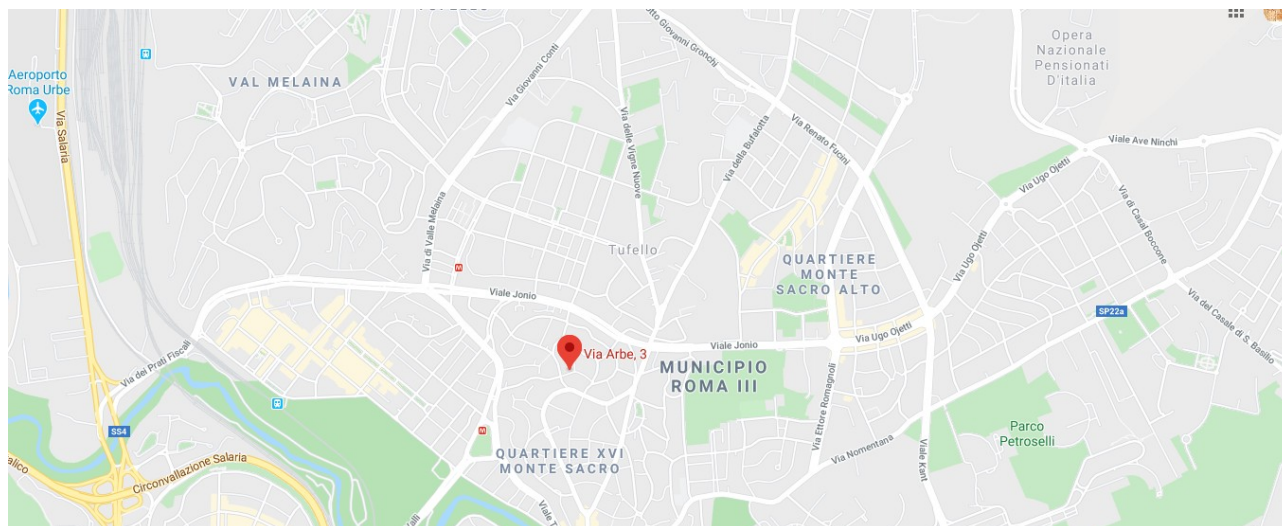 Opera
Nazionale
Pensionati
D'italia
Aeroporto
Roma Urbe
VAL MELAINA
Via Giovanni Conti
Via Salaria
Via delle Vigne Nuove
Via della Bufalotta
Via Renato Fucini
Viale Ave Ninchi
Via Ugo Ojetti
Via di Casal Boccone
Via di Valle Melaina
Tufello
M
QUARTIERE
MONTE
SACRO ALTO
Via Ugo Ojetti
Viale Jonio
SP22a
Via del Casale di S. Basilio
Via Ugo Ojetti
Viale Jonio
Via Arbe, 3
MUNICIPIO
ROMA III
Via dei Prati Fiscali
Via Ettore Romagnoli
Parco
Petroselli
SS4
M
QUARTIERE XVI
MONTE SACRO
Via Nomentana
Viale Kant
Circonvallazione Salaria